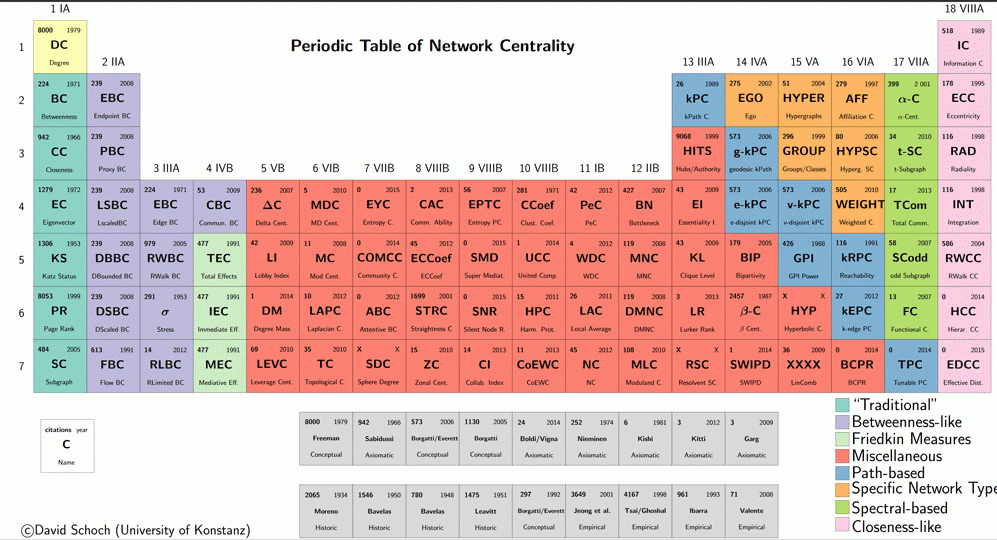 1 IA
18 VIIIA
Periodic Table of Network Centrality
1
8000 1979
DC
Degree
2 IIA
13 IIIA
14 IVA
15 VA
16 VIA
17 VIIA
518 1989
IC
Information C
2
224 1971
BC
Betweenness
239 2008
EBC
Endpoint BC
26 1989
kPC
kPath C.
275 2002
EGO
Ego
51 2004
HYPER
Hypergraphs
279 1997
AFF
Affiliation C.
399 2 001
α-C
α-Cent.
178 1995
ECC
Eccentricity
3
942 1966
CC
Closeness
239 2008
PBC
Proxy BC
3 IIIA
4 IVB
5 VB
6 VIB
7 VIIB
8 VIIIB
9 VIIIB
10 VIIIB
11 IB
12 IIB
9068 1999
HITS
Hubs/Authority
573 2006
g-kPC
geodesic kPath
296 1999
GROUP
Groups/Classes
80 2006
HYPSC
Hyperg. SC
34 2010
t-SC
t-Subgraph
116 1998
RAD
Radiality
4
1279 1972
EC
Eigenvector
239 2008
LSBC
LscaledBC
224 1971
EBC
Edge BC
53 2009
CBC
Commun. BC
236 2007
ΔC
Delta Cent.
5 2010
MDC
MD Cent.
0 2015
EYC
Entropy C.
2 2013
CAC
Comm. Ability
56 2007
EPTC
Entropy PC
281 1971
CCoef
Clust. Coef.
42 2012
PeC
PeC
427 2007
BN
Bottleneck
43 2009
EI
Essentiality I.
573 2006
e-kPC
e-disjoint kPC
573 2006
v-kPC
v-disjoint kPC
505 2010
WEIGHT
Weighted C.
17 2013
TCom
Total Comm.
116 1998
INT
Integration
5
1306 1953
KS
Katz Status
239 2008
DBBC
DBounded BC
979 2005
RWBC
RWalk BC
477 1991
TEC
Total Effects
42 2009
LI
Lobby Index
11 2008
MC
Mod Cent.
0 2014
COMCC
Community C.
45 2012
ECCoef
ECCoef
0 2015
SMD
Super Mediat.
1 2014
UCC
United Comp.
4 2012
WDC
WDC
119 2008
MNC
MNC
43 2009
KL
Clique Level
179 2005
BIP
Bipartivity
426 1988
GPI
GPI Power
116 1991
kRPC
Reachability
58 2007
SCodd
odd Subgraph
586 2004
RWCC
RWalk CC
6
8053 1999
PR
Page Rank
239 2008
DSBC
DScaled BC
291 1953
σ
Stress
477 1991
IEC
Immediate Eff.
1 2014
DM
Degree Mass
10 2012
LAPC
Laplacian C.
0 2012
ABC
Attentive BC
1699 2001
STRC
Straightness C
0 2015
SNR
Silent Node R.
15 2011
HPC
Harm. Prot.
26 2011
LAC
Local Average
119 2008
DMNC
DMNC
3 2013
LR
Lurker Rank
2457 1987
β-C
β Cent.
X X
HYP
Hyperbolic C.
27 2012
kEPC
k-edge PC
13 2007
FC
Functional C.
0 2014
HCC
Hierar. CC
7
484 2005
SC
Subgraph
613 1991
FBC
Flow BC
14 2012
RLBC
RLimited BC
477 1991
MEC
Mediative Eff.
69 2010
LEVC
Leverage Cent.
35 2010
TC
Topological C.
X X
SDC
Sphere Degree
15 2010
ZC
Zonal Cent.
14 2013
CI
Collab. Index
11 2013
CoEWC
CoEWC
45 2012
NC
NC
108 2010
MLC
Moduland C.
X X
RSC
Resolvent SC
1 2014
SWIPD
SWIPD
36 2009
XXXX
LinComb
0 2014
BCPR
BCPR
0 2014
TPC
Tunable PC
0 2015
EDCC
Effective Dist.
citations year
C
Name
8000 1979
Freeman
Conceptual
942 1966
Sabidussi
Axiomatic
573 2006
Borgatti/Everett
Conceptual
1130 2005
Borgatti
Conceptual
24 2014
Boldi/Vigna
Axiomatic
252 1974
Nieminen
Axiomatic
6 1981
Kishi
Axiomatic
3 2012
Kitti
Axiomatic
3 2009
Garg
Axiomatic
2065 1934
Moreno
Historic
1546 1950
Bavelas
Historic
780 1948
Bavelas
Historic
1475 1951
Leavitt
Historic
297 1992
Borgatti/Everett
Conceptual
3649 2001
Jeong et al.
Empirical
4167 1998
Tsai/Ghoshal
Empirical
961 1993
Ibarra
Empirical
71 2008
Valente
Empirical
"Traditional"
Betweenness-like
Friedkin Measures
Miscellaneous
Path-based
Specific Network Type
Spectral-based
Closeness-like
©David Schoch (University of Konstanz)